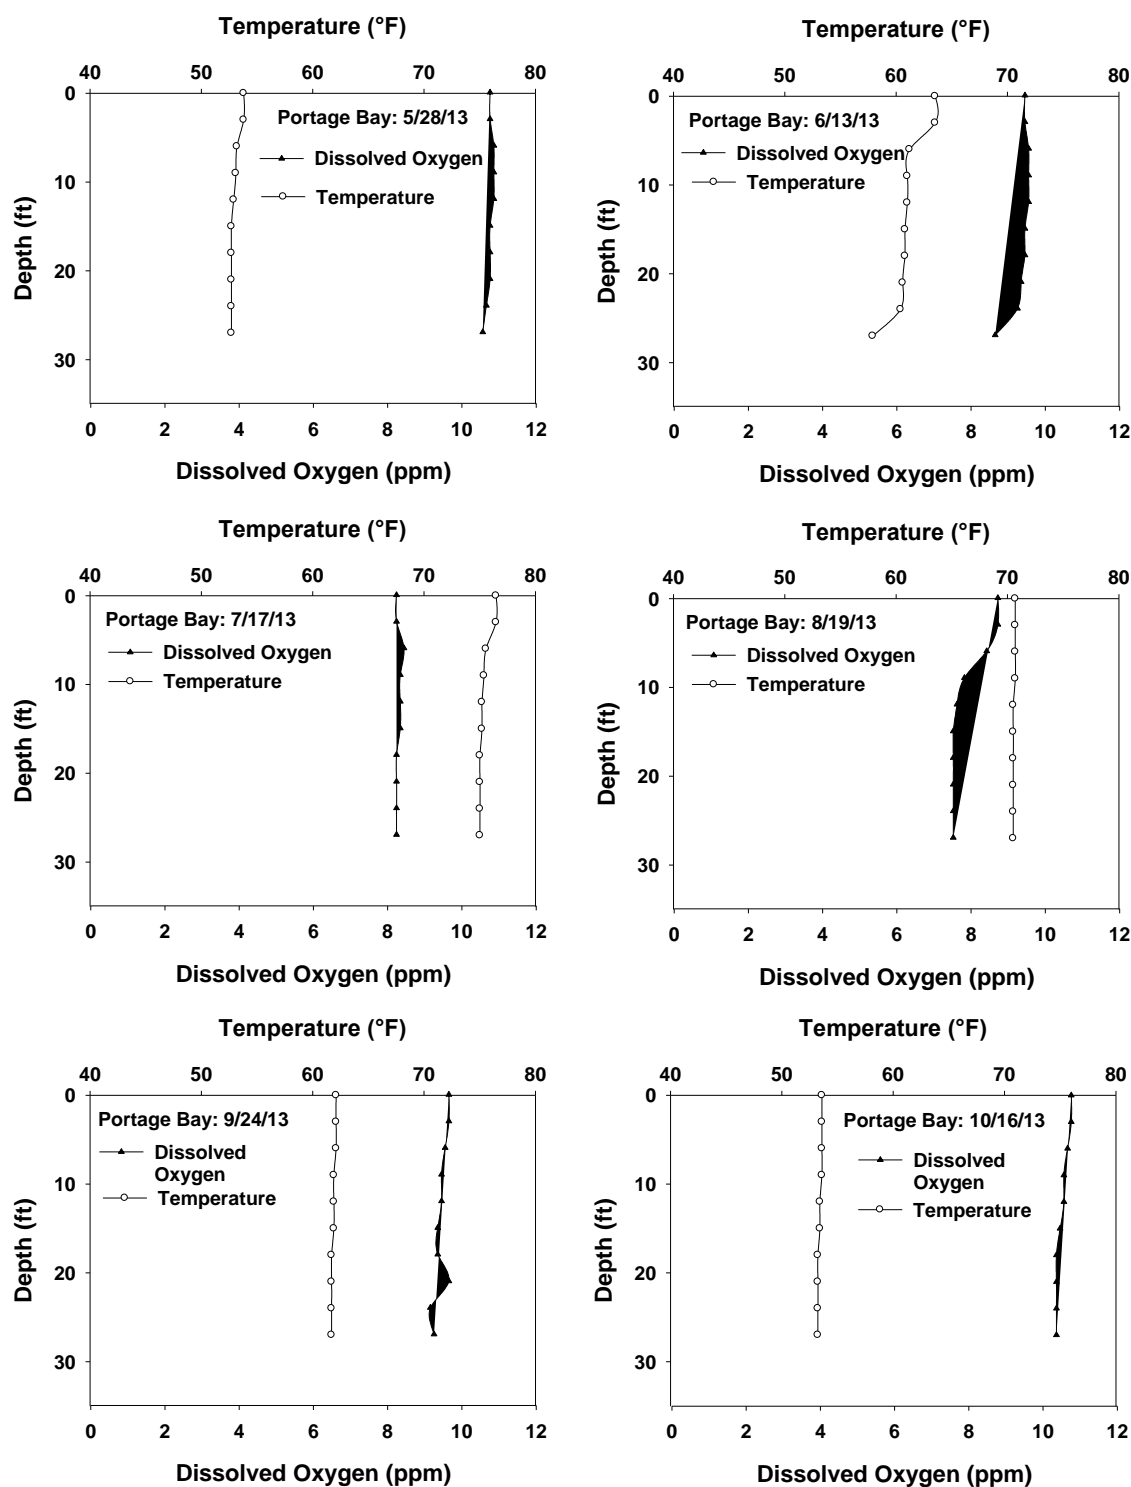 Temperature (°F)
40 50 60 70 80
0
10
20
30
Depth (ft)
Portage Bay: 5/28/13
Dissolved Oxygen
Temperature
0 2 4 6 8 10 12
Dissolved Oxygen (ppm)
Temperature (°F)
40 50 60 70 80
0
10
20
30
Depth (ft)
Portage Bay: 6/13/13
Dissolved Oxygen
Temperature
0 2 4 6 8 10 12
Dissolved Oxygen (ppm)
Temperature (°F)
40 50 60 70 80
0
10
20
30
Depth (ft)
Portage Bay: 7/17/13
Dissolved Oxygen
Temperature
0 2 4 6 8 10 12
Dissolved Oxygen (ppm)
Temperature (°F)
40 50 60 70 80
0
10
20
30
Depth (ft)
Portage Bay: 8/19/13
Dissolved Oxygen
Temperature
0 2 4 6 8 10 12
Dissolved Oxygen (ppm)
Temperature (°F)
40 50 60 70 80
0
10
20
30
Depth (ft)
Portage Bay: 9/24/13
Dissolved
Oxygen
Temperature
0 2 4 6 8 10 12
Dissolved Oxygen (ppm)
Temperature (°F)
40 50 60 70 80
0
10
20
30
Depth (ft)
Portage Bay: 10/16/13
Dissolved
Oxygen
Temperature
0 2 4 6 8 10 12
Dissolved Oxygen (ppm)